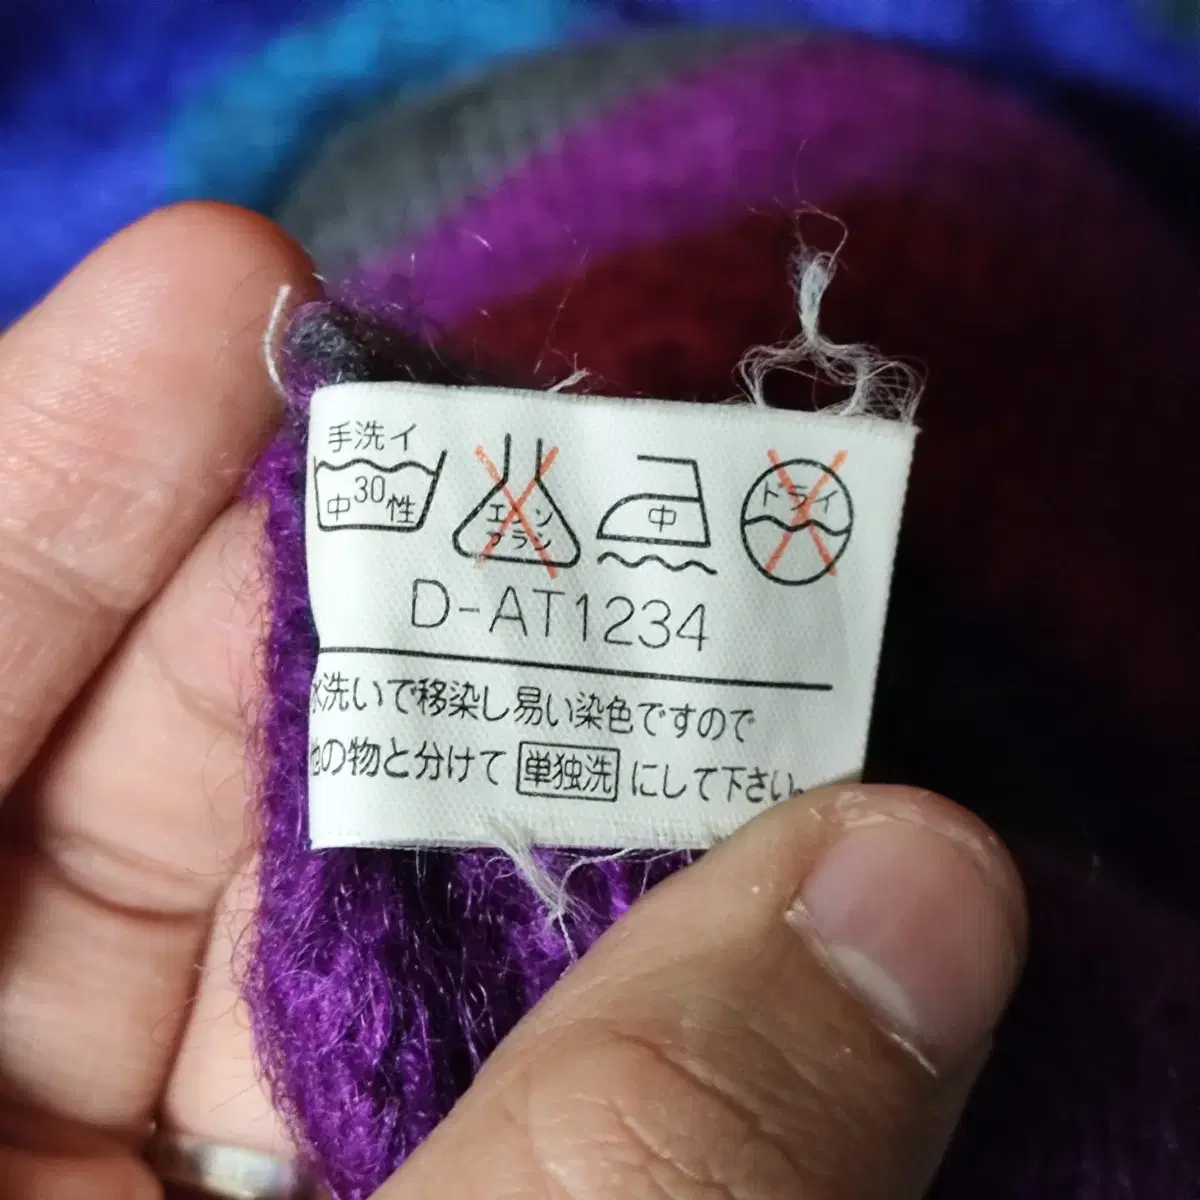 手洗イ
中30性
エンソ
サラシ
中
ドライ
D-AT1234
水洗いで移染し易い染色ですので
他の物と分けて 単独洗 にして下さい。